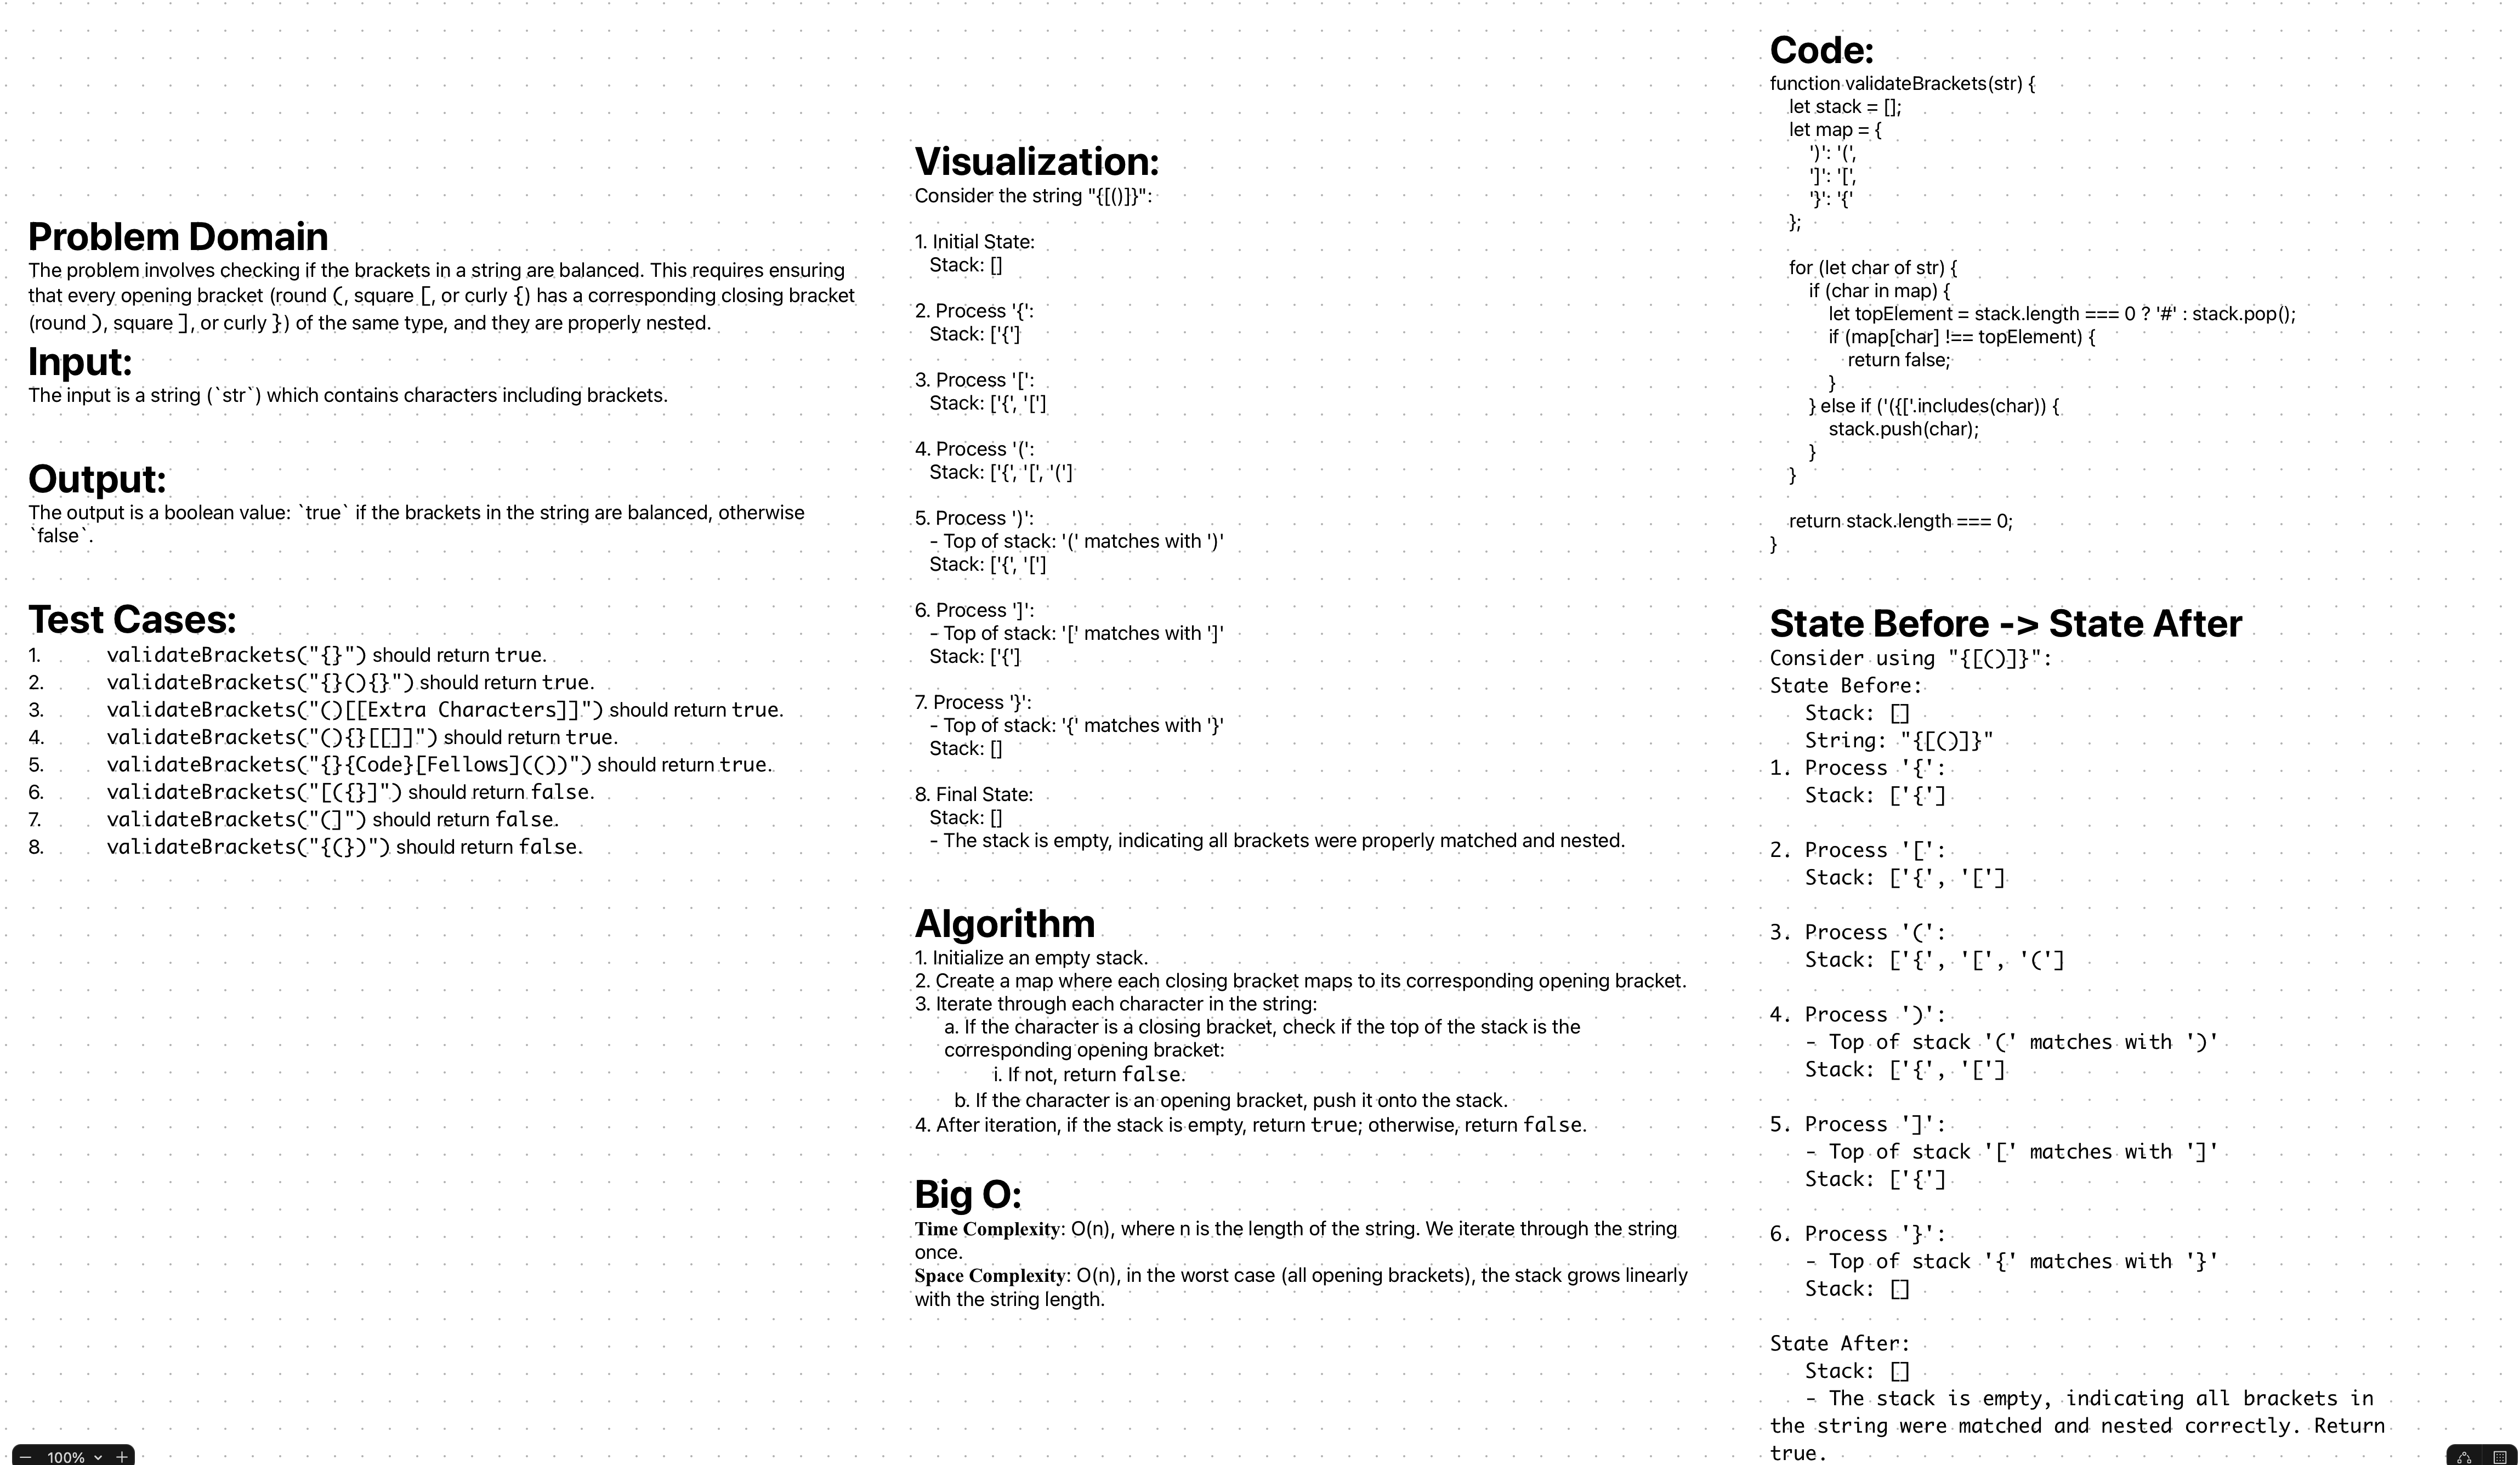 Problem Domain
The problem involves checking if the brackets in a string are balanced. This requires ensuring
that every opening bracket (round (, square [, or curly {) has a corresponding closing bracket
(round ), square ], or curly }) of the same type, and they are properly nested.
Input:
The input is a string (`str`) which contains characters including brackets.
Output:
The output is a boolean value: `true` if the brackets in the string are balanced, otherwise
`false`.
Test Cases:
1. validateBrackets("{}") should return true.
2. validateBrackets("{}(){}") should return true.
3. validateBrackets("()[[Extra Characters]]") should return true.
4. validateBrackets("(){}[[]]") should return true.
5. validateBrackets("{}{Code}[Fellows](())") should return true.
6. validateBrackets("[({}]") should return false.
7. validateBrackets("(]") should return false.
8. validateBrackets("{(})") should return false.
Visualization:
Consider the string "{[()]}":
1. Initial State:
Stack: []
2. Process '{':
Stack: ['{']
3. Process '[':
Stack: ['{', '[']
4. Process '(':
Stack: ['{', '[', '(']
5. Process ')':
- Top of stack: '(' matches with ')'
Stack: ['{', '[']
6. Process ']':
- Top of stack: '[' matches with ']'
Stack: ['{']
7. Process '}':
- Top of stack: '{' matches with '}'
Stack: []
8. Final State:
Stack: []
- The stack is empty, indicating all brackets were properly matched and nested.
Algorithm
1. Initialize an empty stack.
2. Create a map where each closing bracket maps to its corresponding opening bracket.
3. Iterate through each character in the string:
a. If the character is a closing bracket, check if the top of the stack is the
corresponding opening bracket:
i. If not, return false.
b. If the character is an opening bracket, push it onto the stack.
4. After iteration, if the stack is empty, return true; otherwise, return false.
Big O:
Time Complexity: O(n), where n is the length of the string. We iterate through the string
once.
Space Complexity: O(n), in the worst case (all opening brackets), the stack grows linearly
with the string length.
Code:
function validateBrackets(str) {
let stack = [];
let map = {
')': '(',
']': '[',
'}': '{'
};
for (let char of str) {
if (char in map) {
let topElement = stack.length === 0 ? '#' : stack.pop();
if (map[char] !== topElement) {
return false;
}
} else if ('({['.includes(char)) {
stack.push(char);
}
}
return stack.length === 0;
}
State Before -> State After
Consider using "{[()]}":
State Before:
Stack: []
String: "{[()]}"
1. Process '{':
Stack: ['{']
2. Process '[':
Stack: ['{', '[']
3. Process '(':
Stack: ['{', '[', '(']
4. Process ')':
- Top of stack '(' matches with ')'
Stack: ['{', '[']
5. Process ']':
- Top of stack '[' matches with ']'
Stack: ['{']
6. Process '}':
- Top of stack '{' matches with '}'
Stack: []
State After:
Stack: []
- The stack is empty, indicating all brackets in
the string were matched and nested correctly. Return
true.
100%